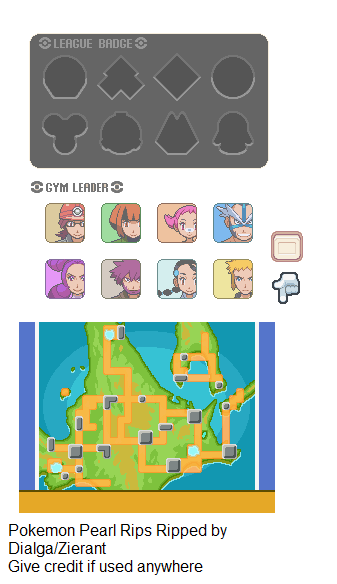 LEAGUE BADGE
GYM LEADER
Pokemon Pearl Rips Ripped by
Dialga/Zierant
Give credit if used anywhere